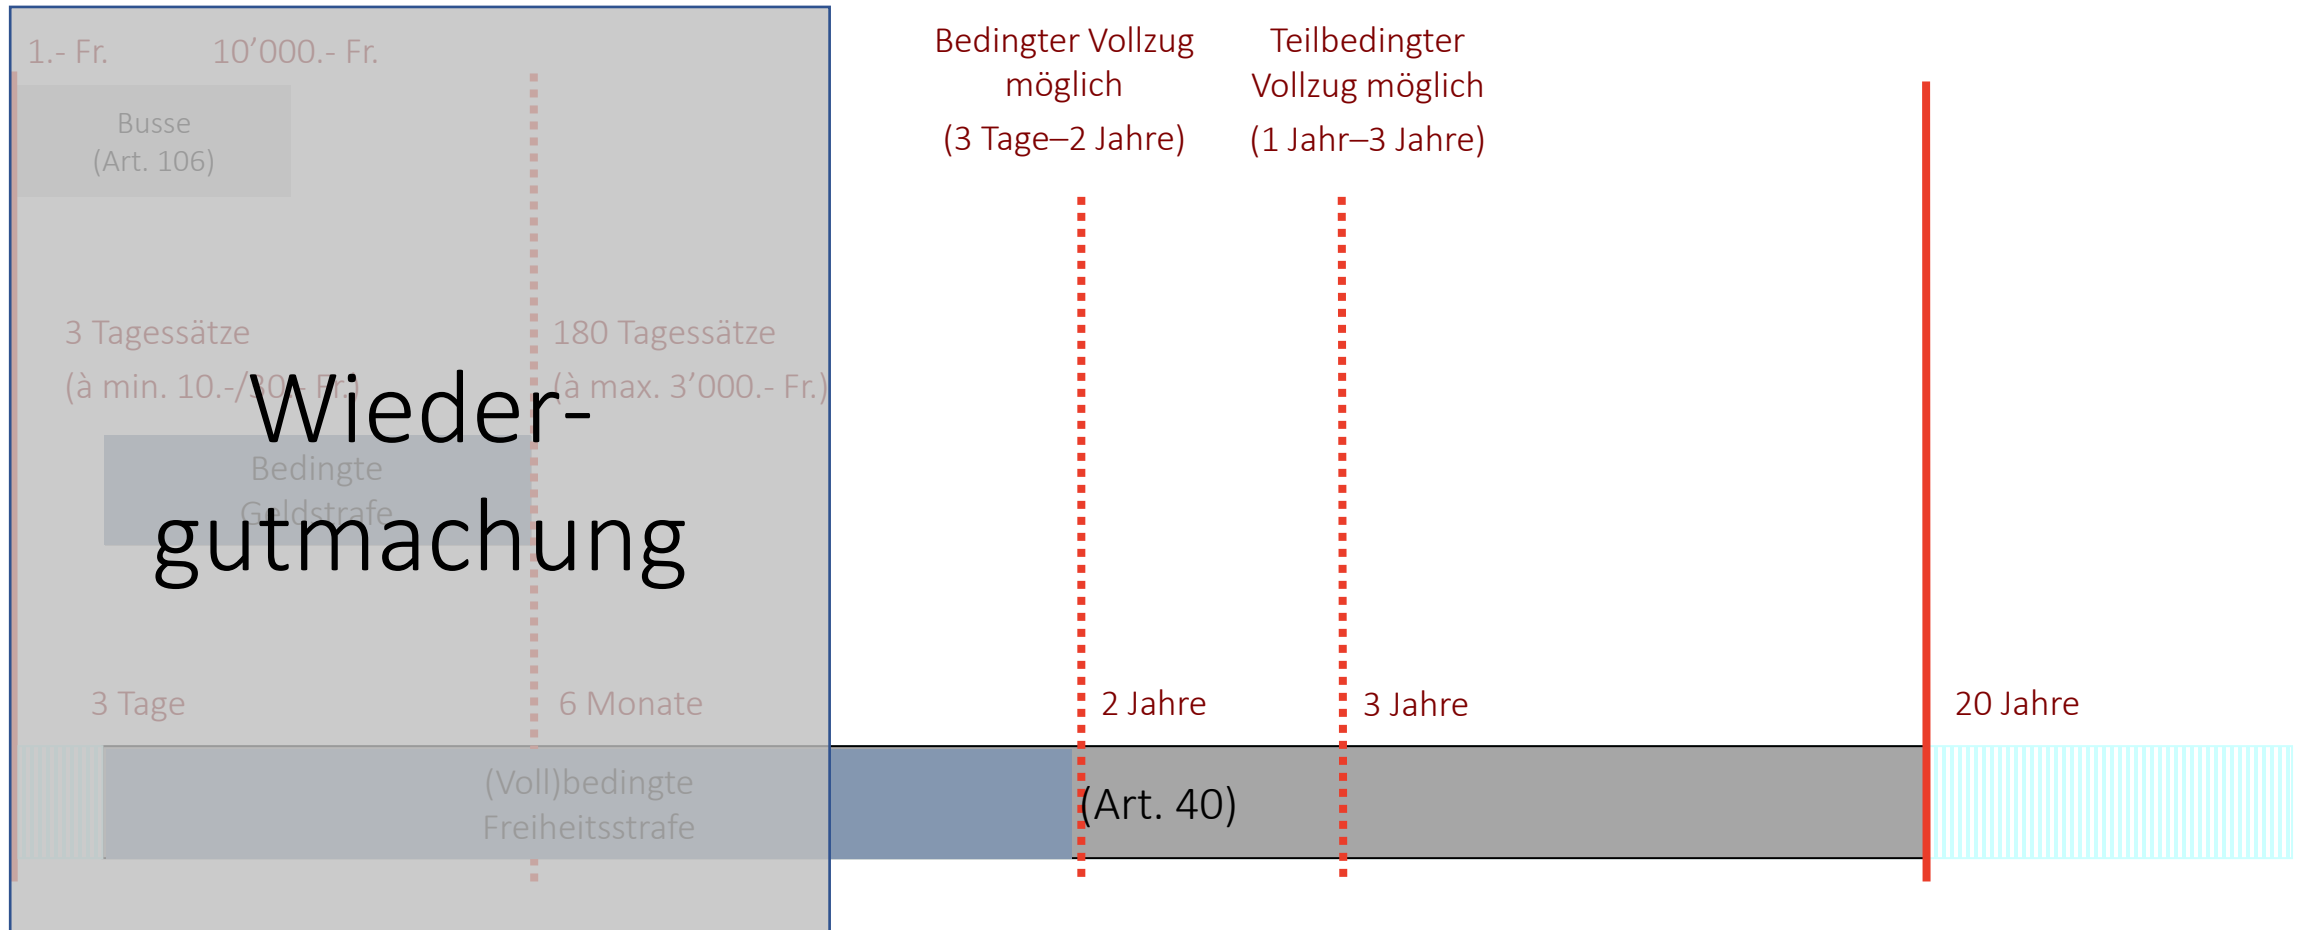 1.- Fr.
10’000.- Fr.
Bedingter Vollzug
möglich
(3 Tage–2 Jahre)
Teilbedingter
Vollzug möglich
(1 Jahr–3 Jahre)
Busse
(Art. 106)
3 Tagessätze
(à min. 10.-/30.- Fr.)
180 Tagessätze
(à max. 3’000.- Fr.)
Wieder-
gutmachung
Bedingte
Geldstrafe
3 Tage
6 Monate
2 Jahre
3 Jahre
20 Jahre
(Voll)bedingte
Freiheitsstrafe
(Art. 40)